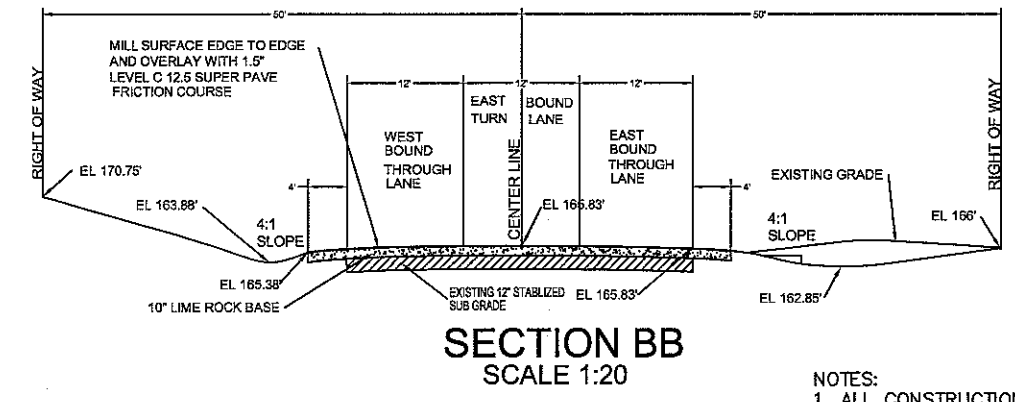 50'
50'
MILL SURFACE EDGE TO EDGE
AND OVERLAY WITH 1.5"
LEVEL C 12.5 SUPER PAVE
FRICTION COURSE
RIGHT OF WAY
RIGHT OF WAY
12'
12'
12'
EAST BOUND
TURN LANE
WEST
BOUND
THROUGH
LANE
CENTER LINE
EAST
BOUND
THROUGH
LANE
EL 170.75'
4'
4'
EXISTING GRADE
EL 163.88'
EL 166.83'
EL 166'
4:1
SLOPE
4:1
SLOPE
EL 165.38'
10" LIME ROCK BASE
EXISTING 12" STABLIZED
SUB GRADE
EL 165.83'
EL 162.85'
SECTION BB
SCALE 1:20
NOTES:
1. ALL CONSTRUCTION